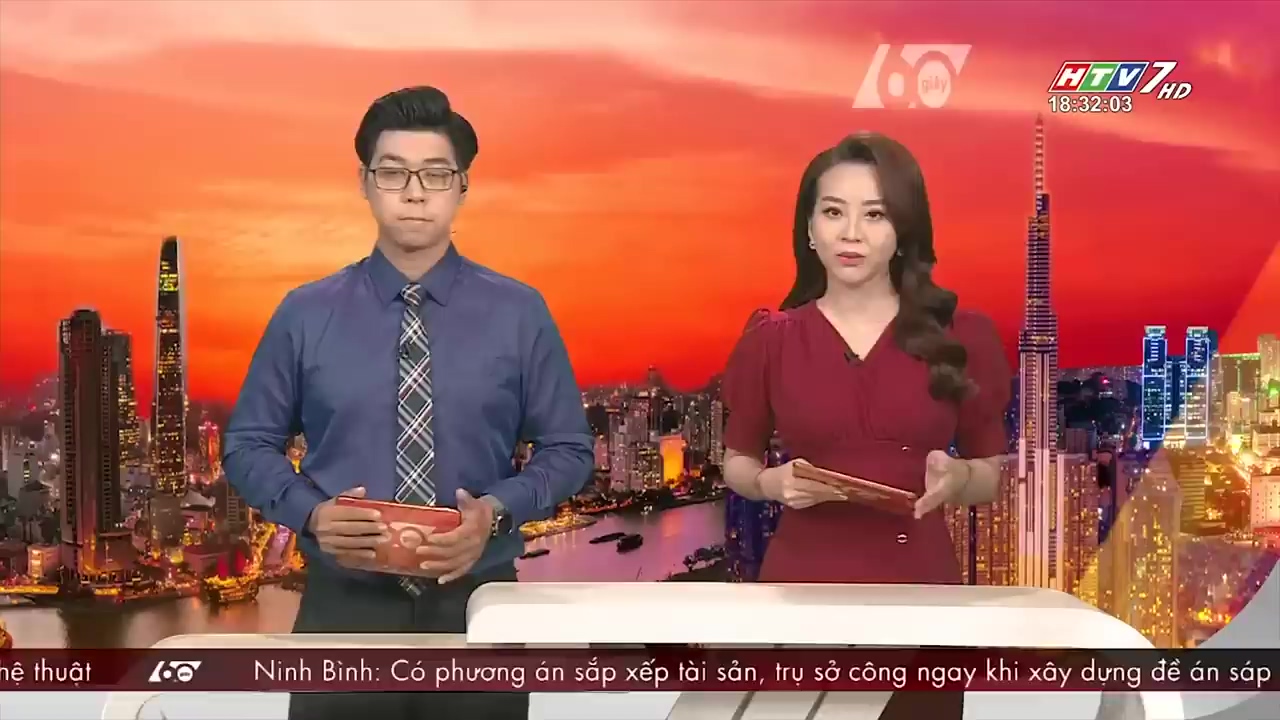 60 giây
HTV7 HD
18:32:03
hệ thuật 60 Ninh Bình: Có phương án sắp xếp tài sản, trụ sở công ngay khi xây dựng đề án sáp